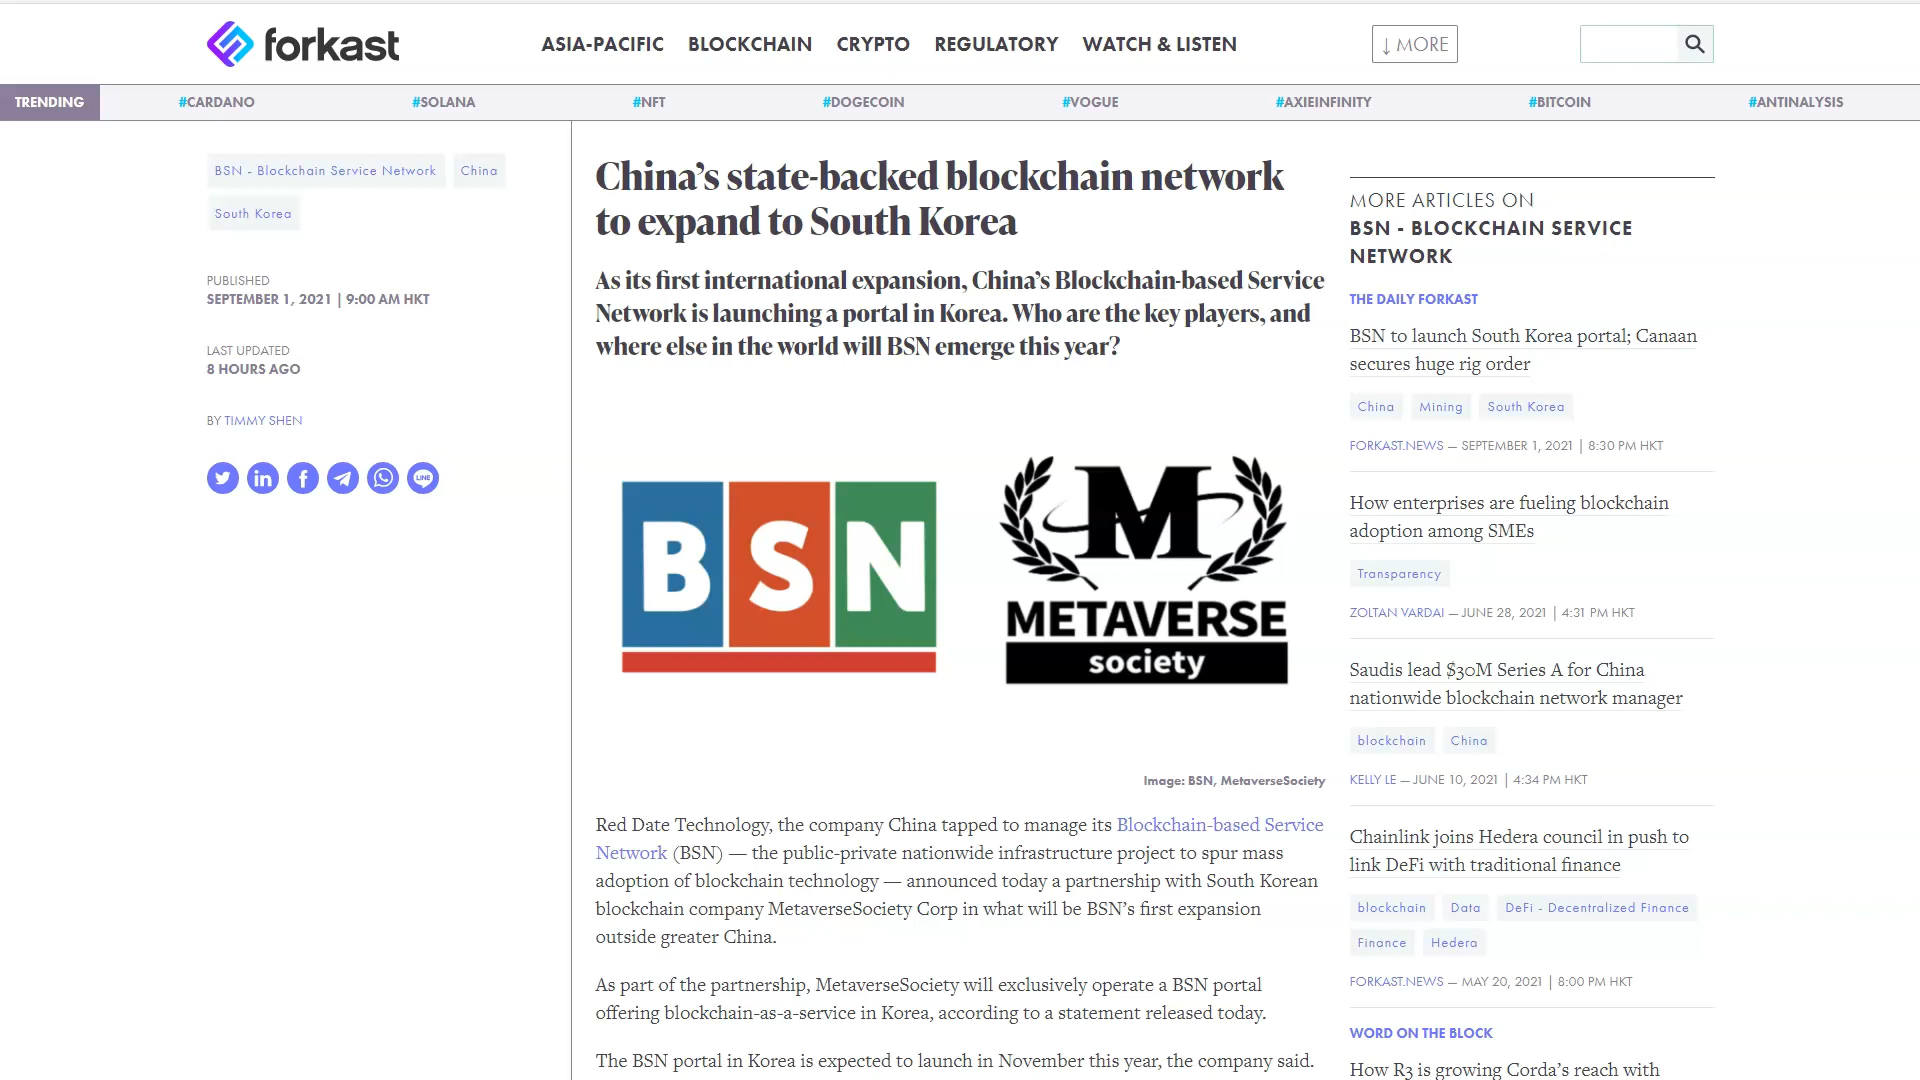 forkast
ASIA-PACIFIC BLOCKCHAIN CRYPTO REGULATORY WATCH & LISTEN
↓ MORE
TRENDING #CARDANO #SOLANA #NFT #DOGECOIN #VOGUE #AXIEINFINITY #BITCOIN #ANTINALYSIS
BSN - Blockchain Service Network China
South Korea
PUBLISHED
SEPTEMBER 1, 2021 | 9:00 AM HKT
LAST UPDATED
8 HOURS AGO
BY TIMMY SHEN
LINE
China’s state-backed blockchain network
to expand to South Korea
As its first international expansion, China’s Blockchain-based Service
Network is launching a portal in Korea. Who are the key players, and
where else in the world will BSN emerge this year?
BSN
M
METAVERSE
society
Image: BSN, MetaverseSociety
Red Date Technology, the company China tapped to manage its Blockchain-based Service
Network (BSN) — the public-private nationwide infrastructure project to spur mass
adoption of blockchain technology — announced today a partnership with South Korean
blockchain company MetaverseSociety Corp in what will be BSN’s first expansion
outside greater China.
As part of the partnership, MetaverseSociety will exclusively operate a BSN portal
offering blockchain-as-a-service in Korea, according to a statement released today.
The BSN portal in Korea is expected to launch in November this year, the company said.
MORE ARTICLES ON
BSN - BLOCKCHAIN SERVICE
NETWORK
THE DAILY FORKAST
BSN to launch South Korea portal; Canaan
secures huge rig order
China Mining South Korea
FORKAST.NEWS — SEPTEMBER 1, 2021 | 8:30 PM HKT
How enterprises are fueling blockchain
adoption among SMEs
Transparency
ZOLTAN VARDAI — JUNE 28, 2021 | 4:31 PM HKT
Saudis lead $30M Series A for China
nationwide blockchain network manager
blockchain China
KELLY LE — JUNE 10, 2021 | 4:34 PM HKT
Chainlink joins Hedera council in push to
link DeFi with traditional finance
blockchain Data DeFi - Decentralized Finance
Finance Hedera
FORKAST.NEWS — MAY 20, 2021 | 8:00 PM HKT
WORD ON THE BLOCK
How R3 is growing Corda’s reach with